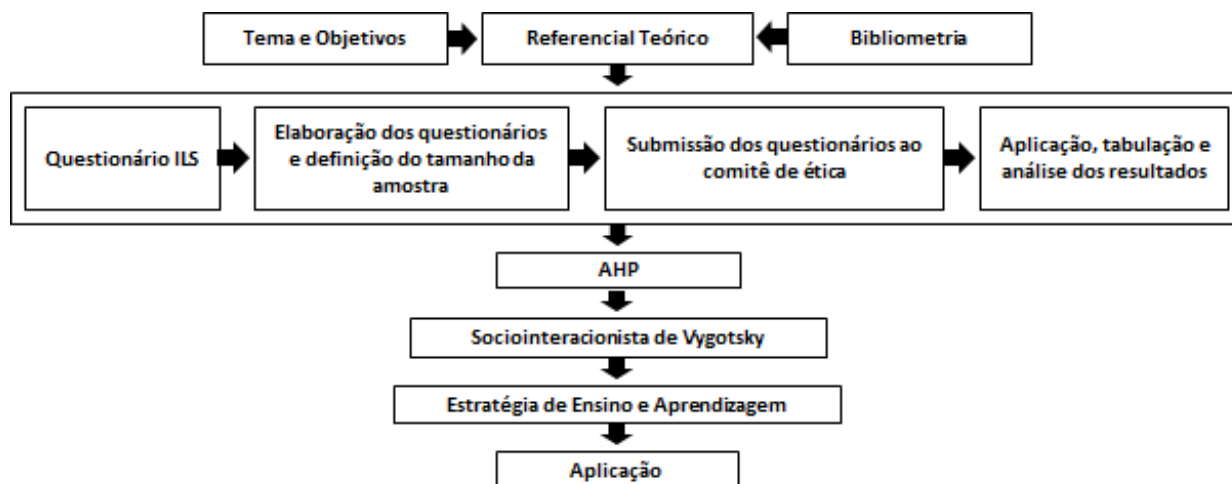 Tema e Objetivos
Referencial Teórico
Bibliometria
Questionário ILS
Elaboração dos questionários
e definição do tamanho da
amostra
Submissão dos questionários ao
comitê de ética
Aplicação, tabulação e
análise dos resultados
AHP
Sociointeracionista de Vygotsky
Estratégia de Ensino e Aprendizagem
Aplicação